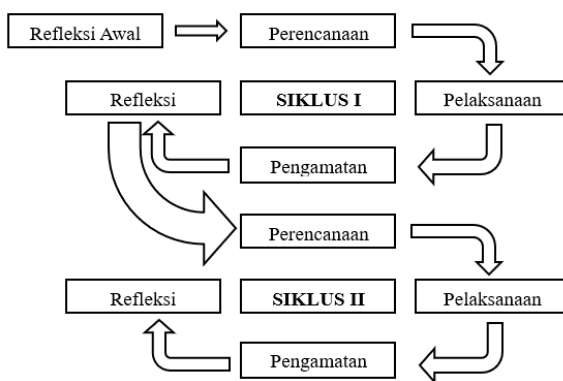 Refleksi Awal
Perencanaan
Refleksi
SIKLUS I
Pelaksanaan
Pengamatan
Perencanaan
Refleksi
SIKLUS II
Pelaksanaan
Pengamatan